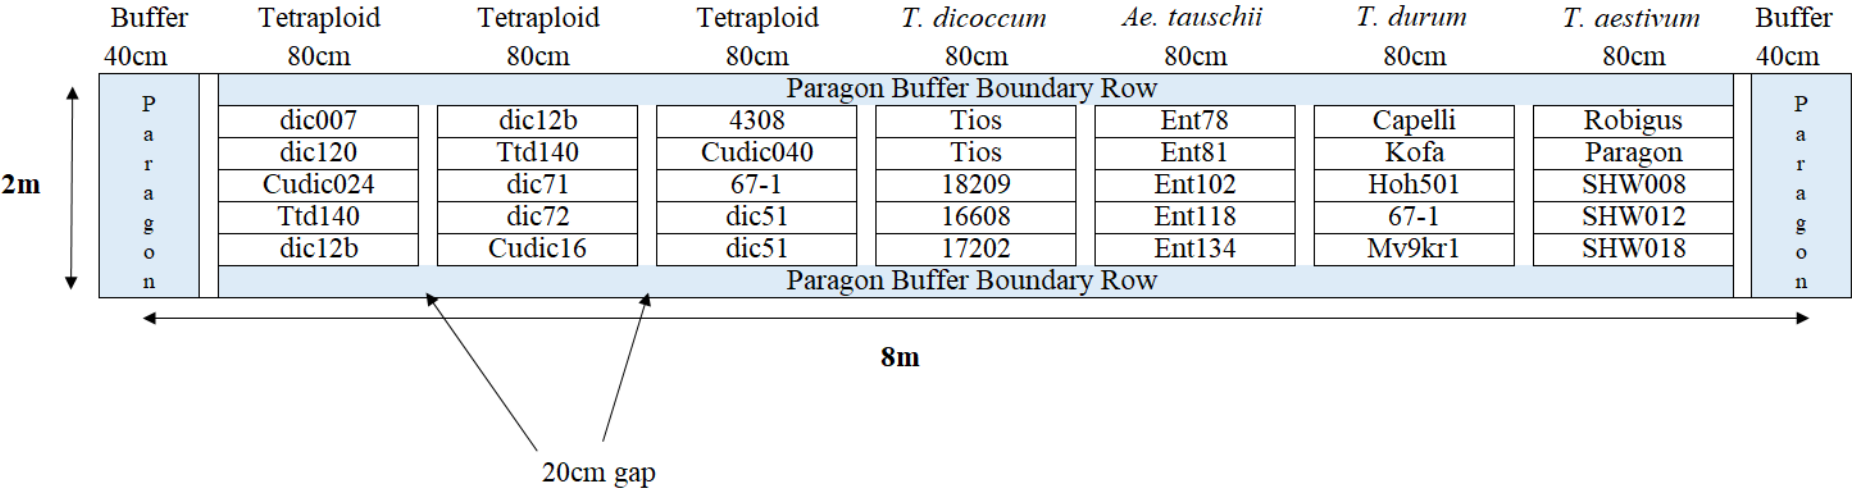 Buffer Tetraploid Tetraploid Tetraploid T. dicoccum Ae. tauschii T. durum T. aestivum Buffer
40cm 80cm 80cm 80cm 80cm 80cm 80cm 80cm 40cm
Paragon Buffer Boundary Row
dic007 dic12b 4308 Tios Ent78 Capelli Robigus
dic120 Ttd140 Cudic040 Tios Ent81 Kofa Paragon
Cudic024 dic71 67-1 18209 Ent102 Hoh501 SHW008
Ttd140 dic72 dic51 16608 Ent118 67-1 SHW012
dic12b Cudic16 dic51 17202 Ent134 Mv9kr1 SHW018
Paragon Buffer Boundary Row
Paragon
Paragon
2m
8m
20cm gap